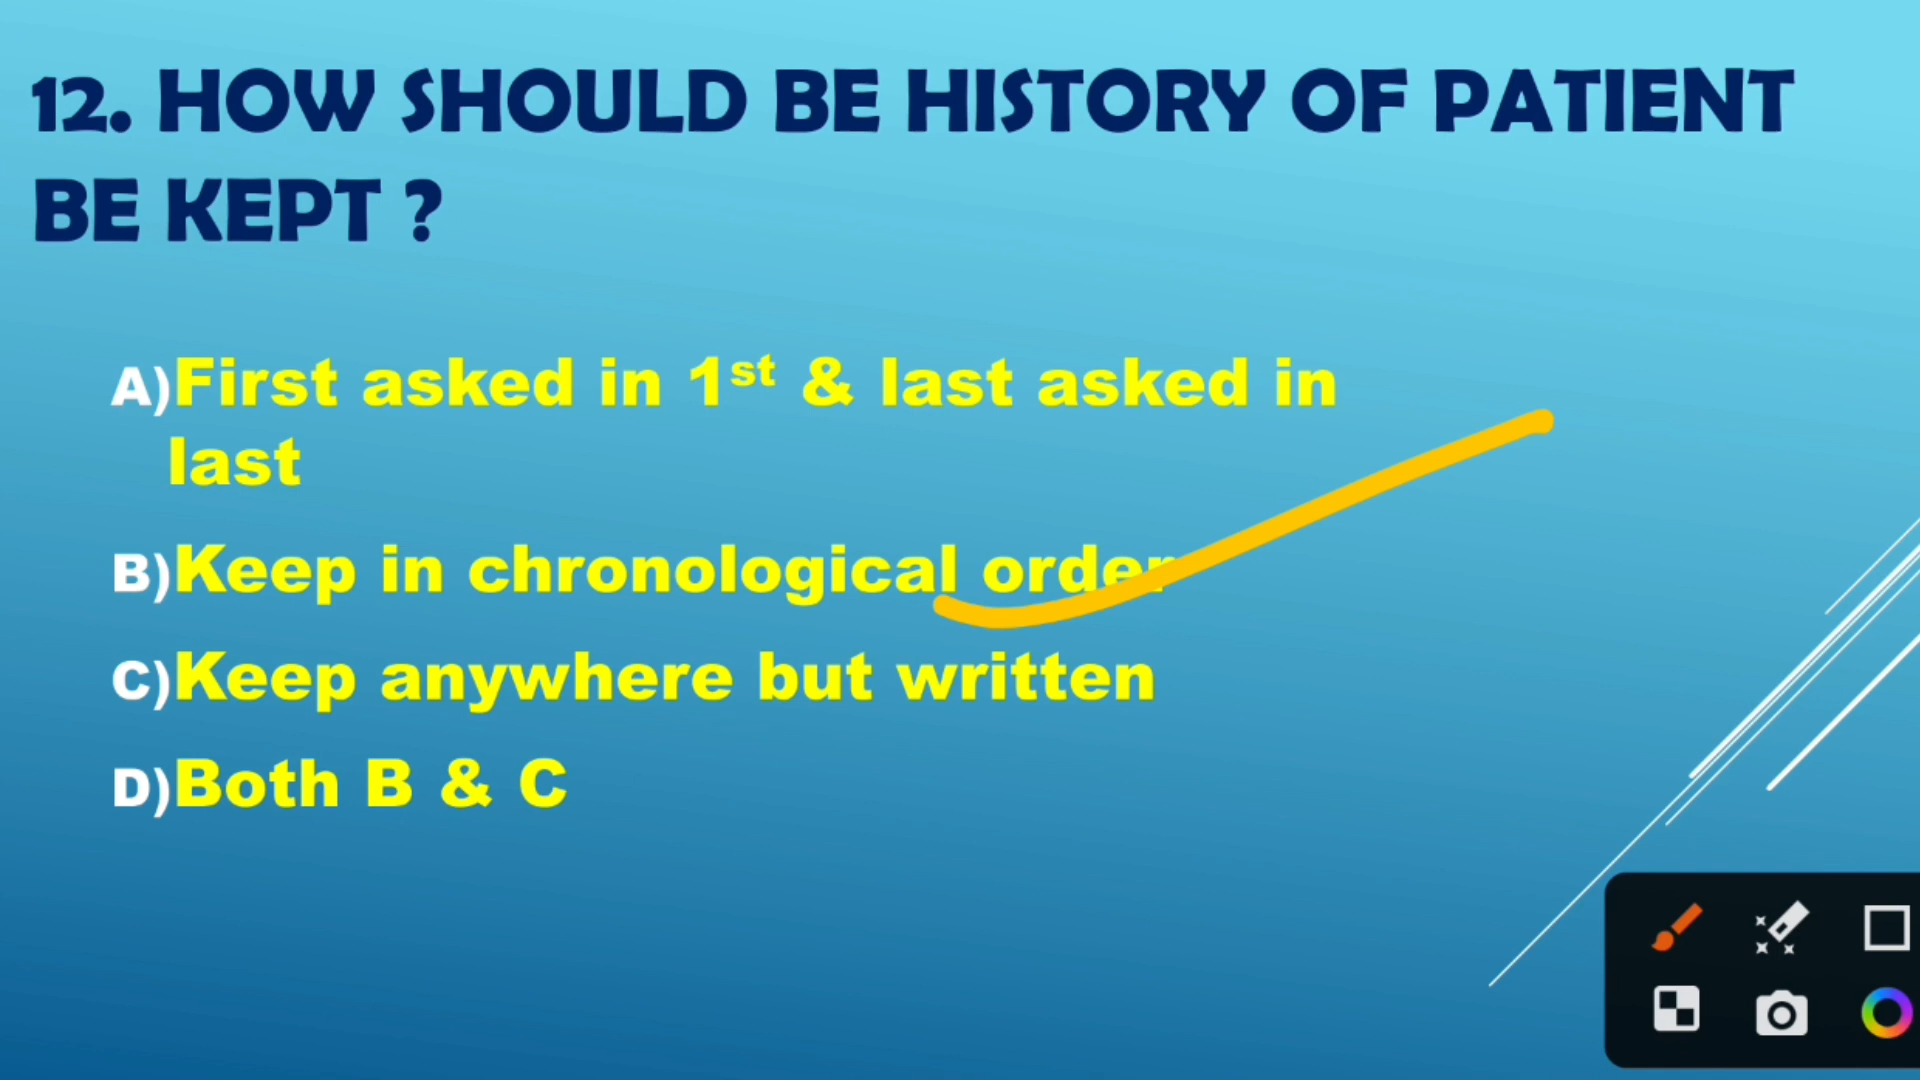 12. HOW SHOULD BE HISTORY OF PATIENT
BE KEPT ?
A) First asked in 1st & last asked in
last
B) Keep in chronological order
C) Keep anywhere but written
D) Both B & C